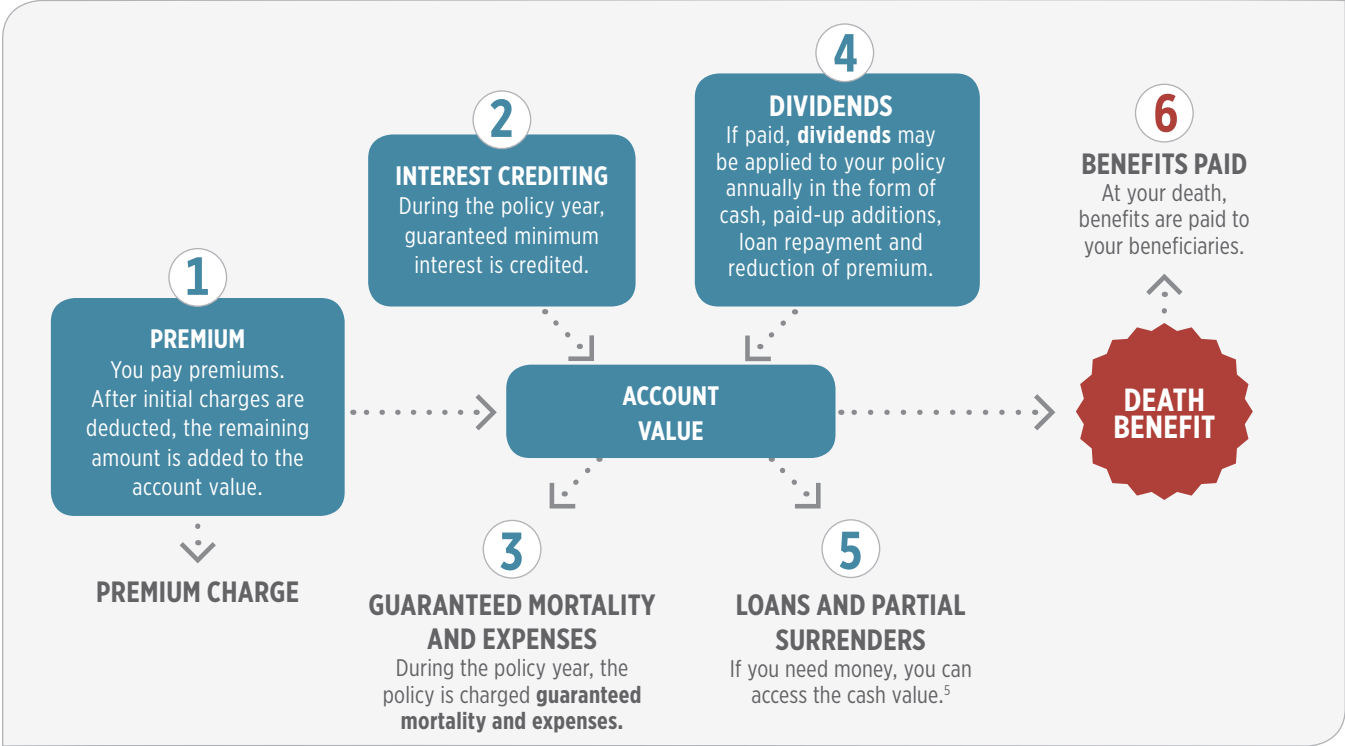 1
PREMIUM
You pay premiums.
After initial charges are
deducted, the remaining
amount is added to the
account value.
PREMIUM CHARGE
2
INTEREST CREDITING
During the policy year,
guaranteed minimum
interest is credited.
ACCOUNT
VALUE
3
GUARANTEED MORTALITY
AND EXPENSES
During the policy year, the
policy is charged guaranteed
mortality and expenses.
4
DIVIDENDS
If paid, dividends may
be applied to your policy
annually in the form of
cash, paid-up additions,
loan repayment and
reduction of premium.
5
LOANS AND PARTIAL
SURRENDERS
If you need money, you can
access the cash value.5
6
BENEFITS PAID
At your death,
benefits are paid to
your beneficiaries.
DEATH
BENEFIT